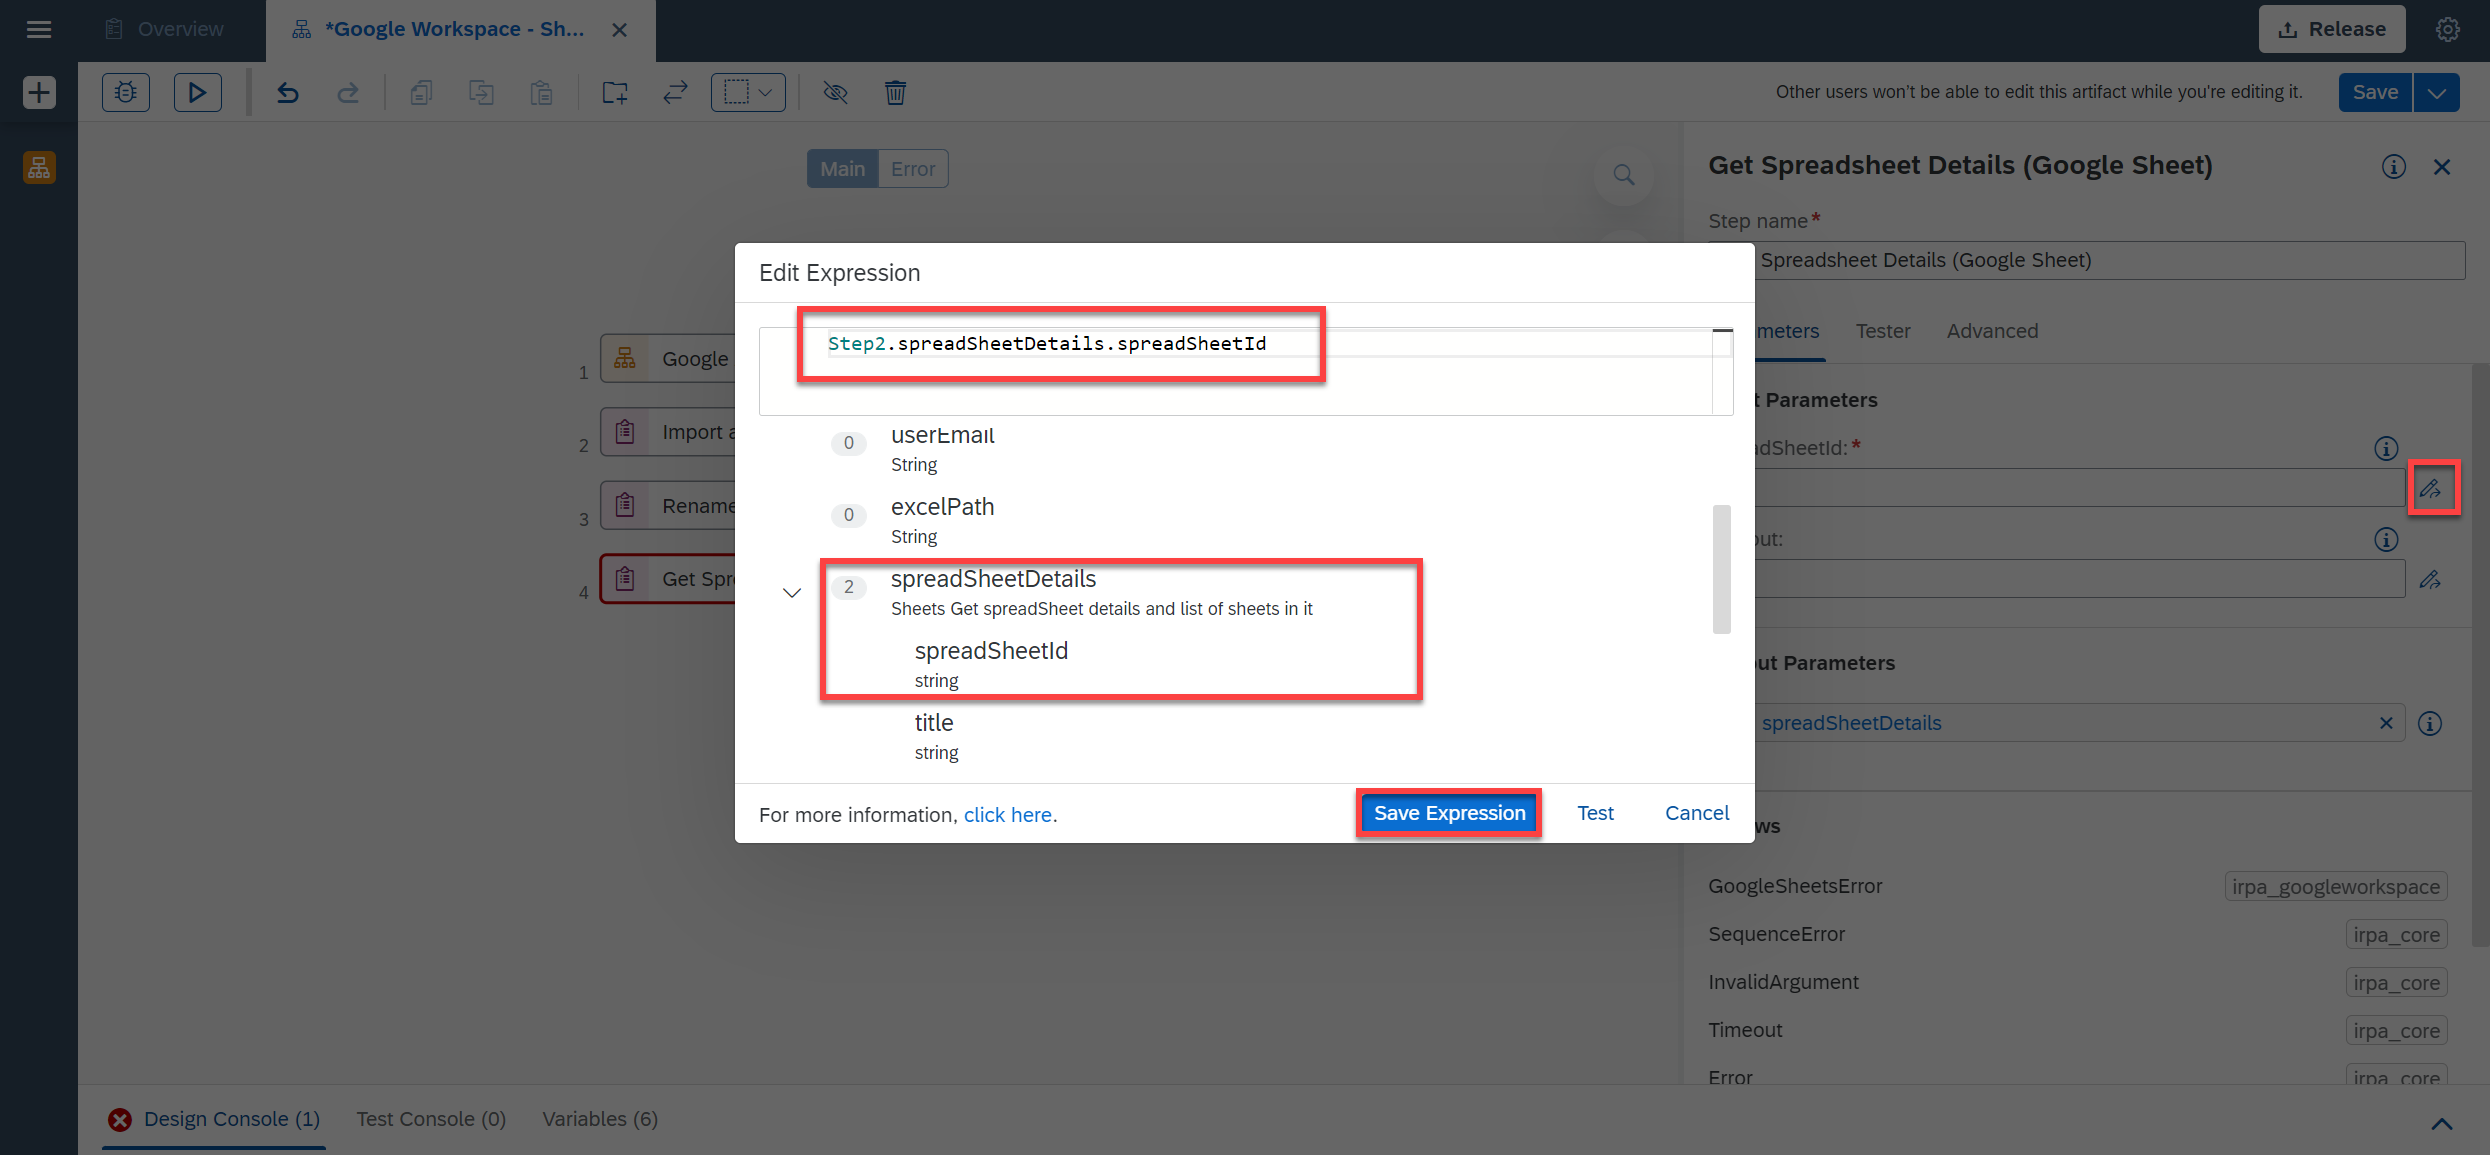 Overview
*Google Workspace - Sh...
Release
Other users won't be able to edit this artifact while you're editing it.
Save
Main
Error
Get Spreadsheet Details (Google Sheet)
Step name*
Spreadsheet Details (Google Sheet)
meters
Tester
Advanced
t Parameters
adSheetId:*
out:
ut Parameters
spreadSheetDetails
ws
GoogleSheetsError
irpa_googleworkspace
SequenceError
irpa_core
InvalidArgument
irpa_core
Timeout
irpa_core
Error
irpa_core
1
Google
2
Import a
3
Rename
4
Get Spr
Edit Expression
Step2.spreadSheetDetails.spreadSheetId
0
userEmail
String
0
excelPath
String
2
spreadSheetDetails
Sheets Get spreadSheet details and list of sheets in it
spreadSheetId
string
title
string
For more information, click here.
Save Expression
Test
Cancel
Design Console (1)
Test Console (0)
Variables (6)